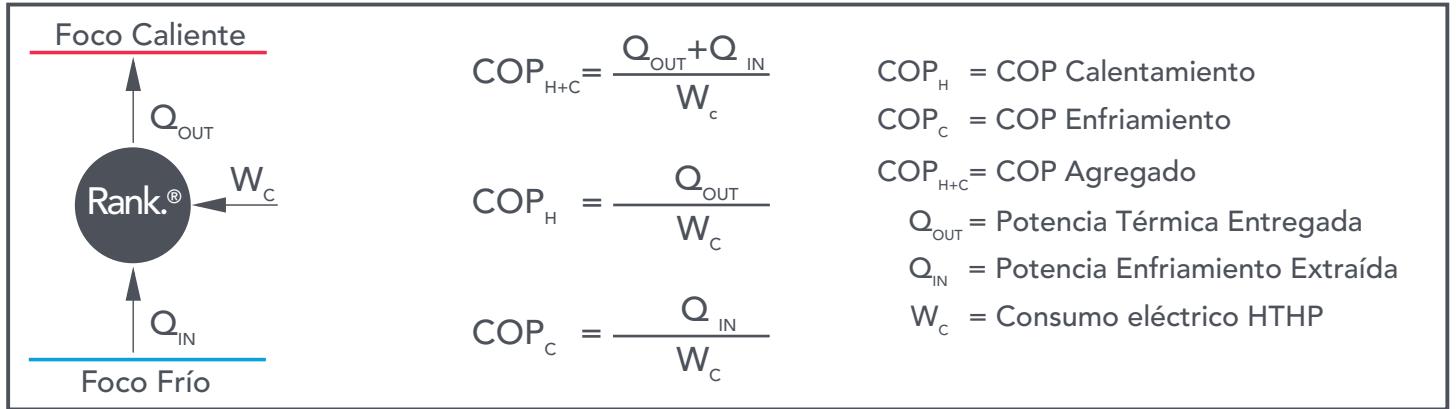 Foco Caliente
Q_OUT
Rank.®
W_C
Q_IN
Foco Frío
COP_H+C = (Q_OUT + Q_IN) / W_c
COP_H = Q_OUT / W_C
COP_C = Q_IN / W_C
COP_H = COP Calentamiento
COP_C = COP Enfriamiento
COP_H+C = COP Agregado
Q_OUT = Potencia Térmica Entregada
Q_IN = Potencia Enfriamiento Extraída
W_C = Consumo eléctrico HTHP